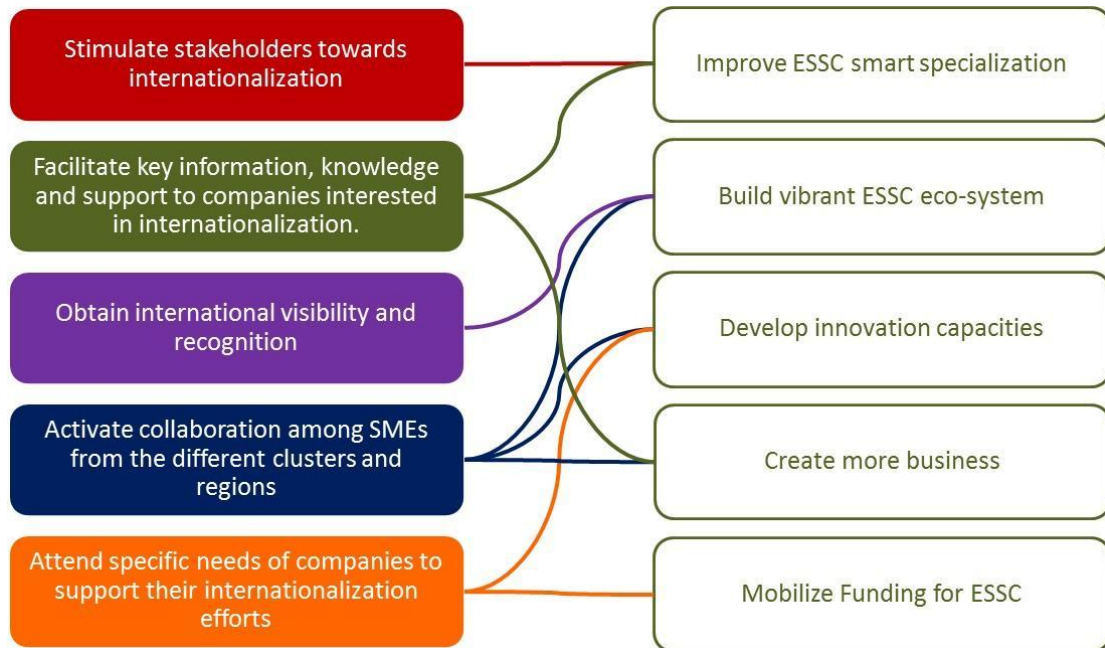 Stimulate stakeholders towards
internationalization
Facilitate key information, knowledge
and support to companies interested
in internationalization.
Obtain international visibility and
recognition
Activate collaboration among SMEs
from the different clusters and
regions
Attend specific needs of companies to
support their internationalization
efforts
Improve ESSC smart specialization
Build vibrant ESSC eco-system
Develop innovation capacities
Create more business
Mobilize Funding for ESSC